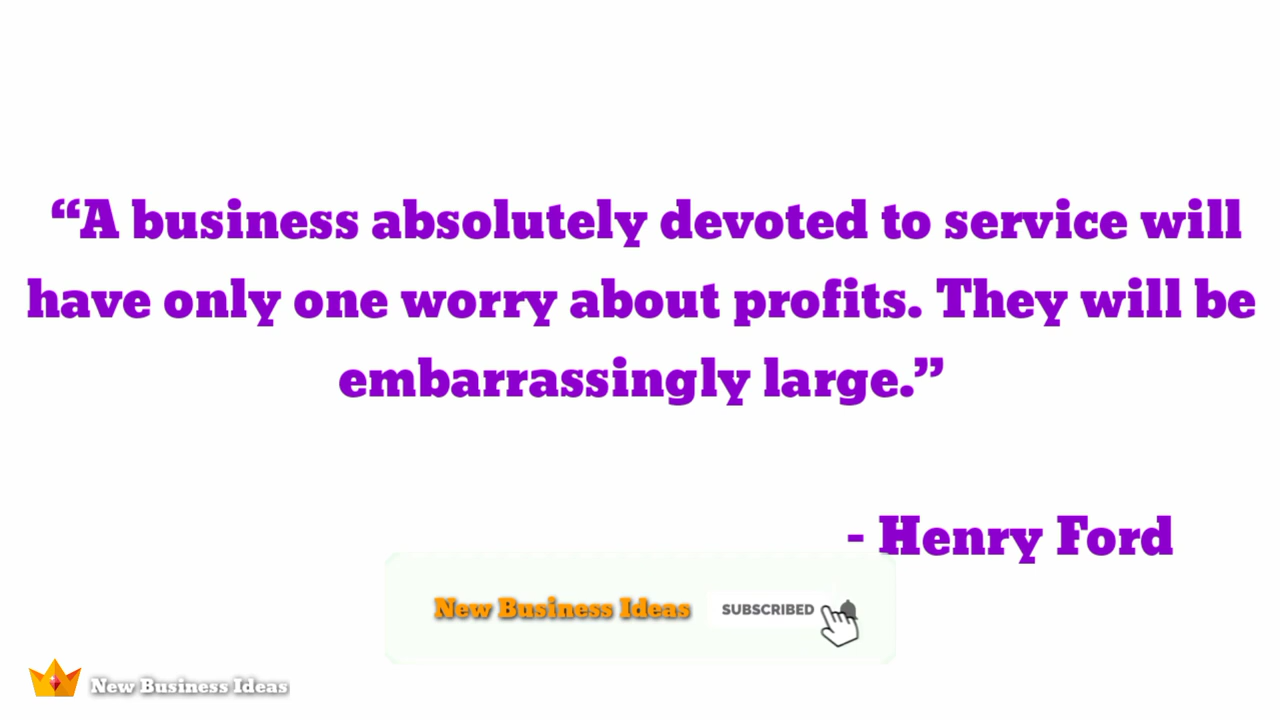 “A business absolutely devoted to service will
have only one worry about profits. They will be
embarrassingly large.”
- Henry Ford
New Business Ideas SUBSCRIBED
New Business Ideas